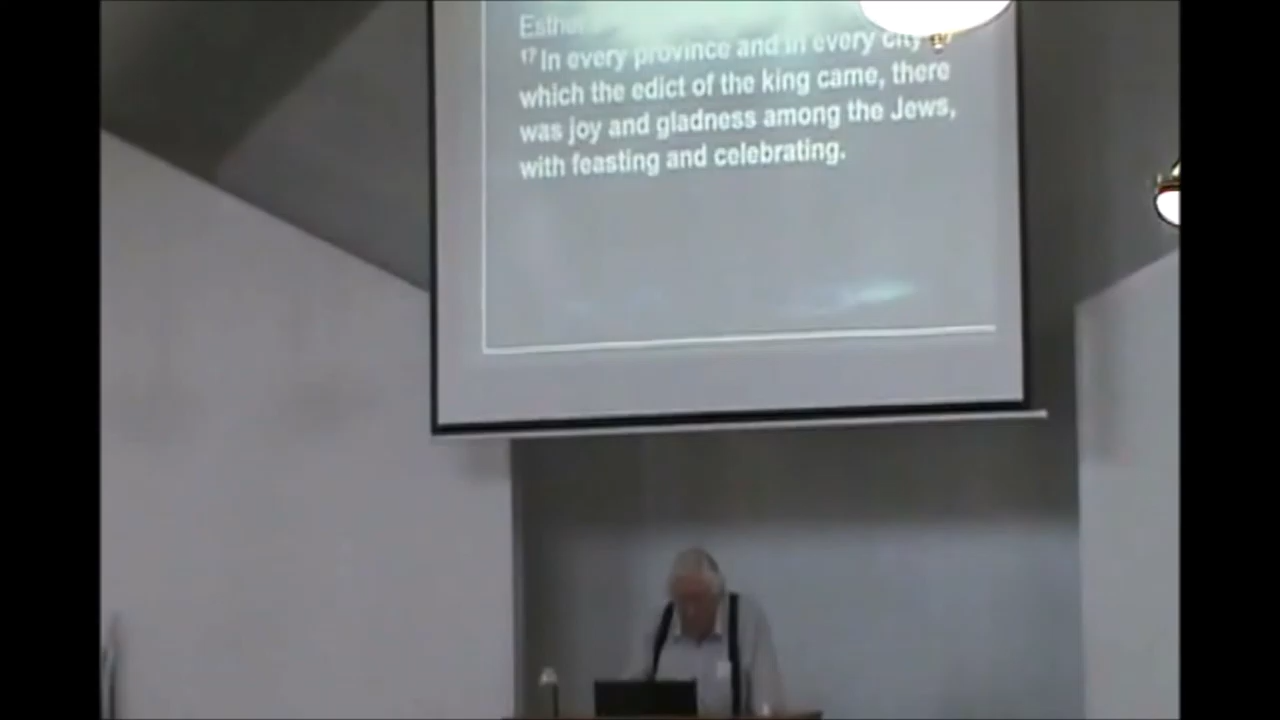 Esther
17 In every province and in every city
which the edict of the king came, there
was joy and gladness among the Jews,
with feasting and celebrating.